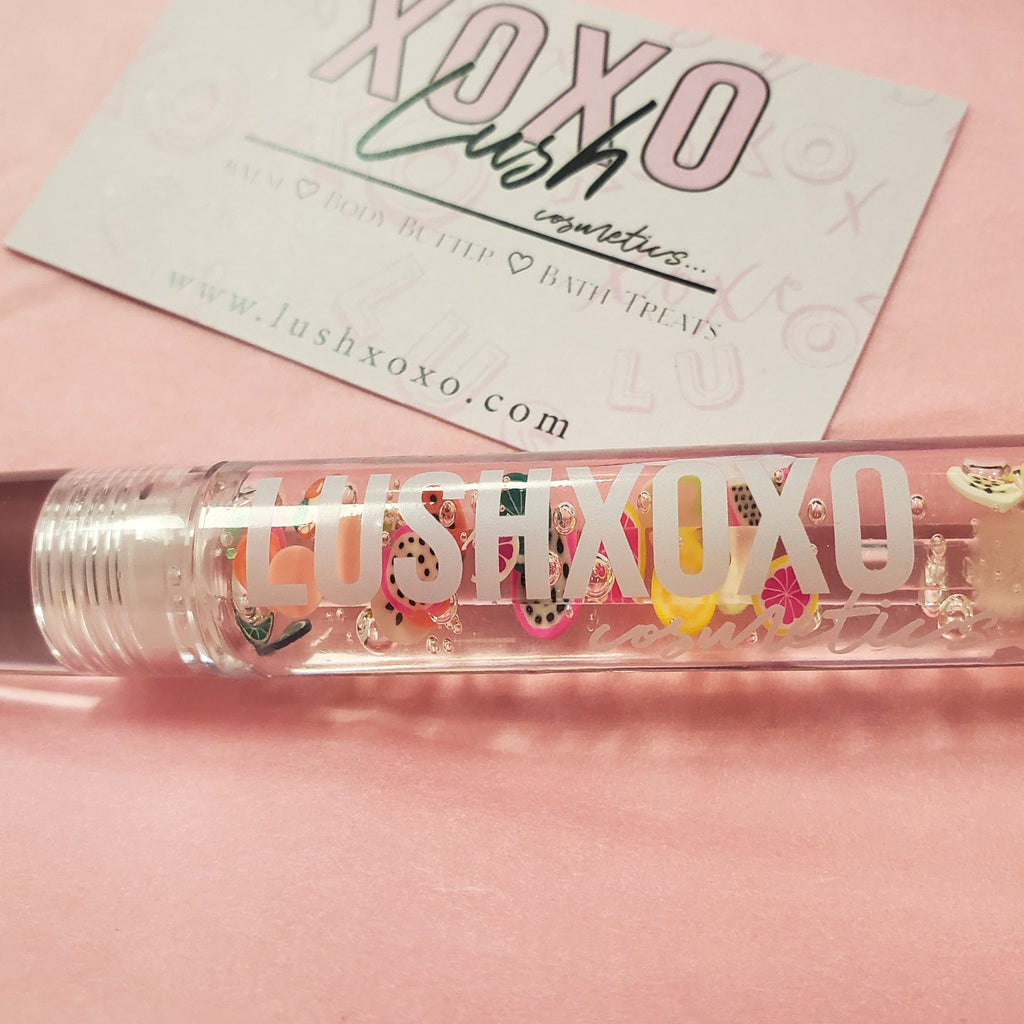 XOXO
Lush
cosmetics...
BALM ♡ BODY BUTTER ♡ BATH TREATS
www.lushxoxo.com
LUSHXOXO
cosmetics